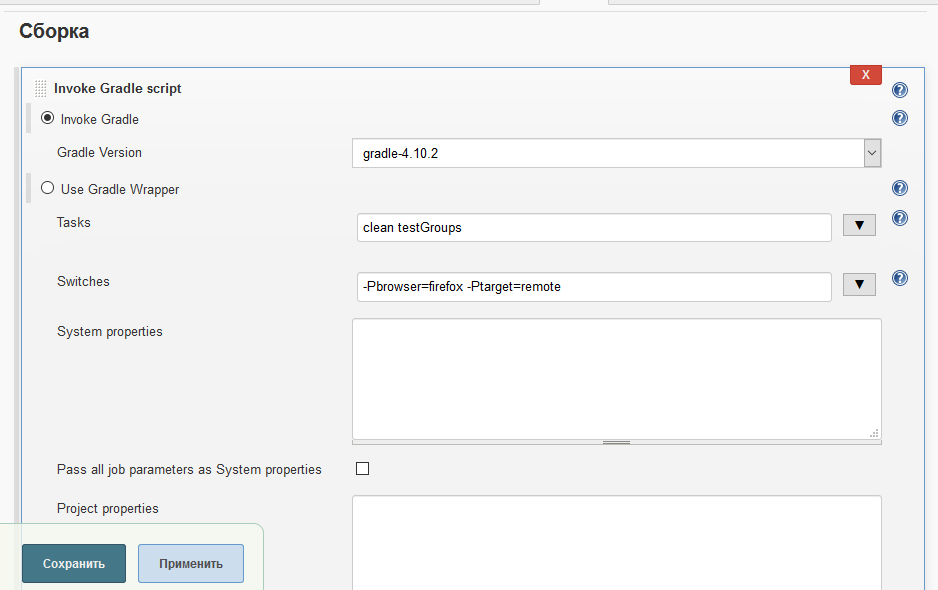 Сборка
X
Invoke Gradle script
Invoke Gradle
Gradle Version
gradle-4.10.2
Use Gradle Wrapper
Tasks
clean testGroups
Switches
-Pbrowser=firefox -Ptarget=remote
System properties
Pass all job parameters as System properties
Project properties
Сохранить
Применить